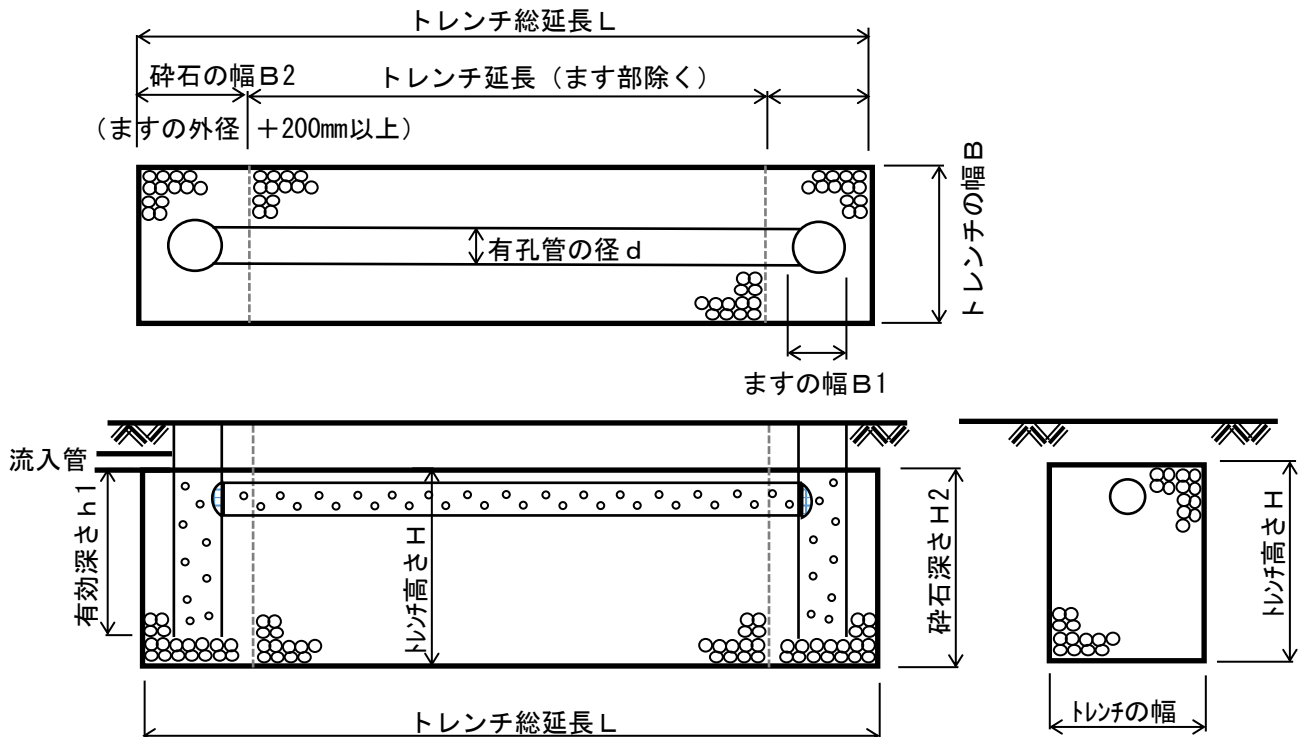 トレンチ総延長L
砕石の幅B2
トレンチ延長(ます部除く)
(ますの外径+200㎜以上)
トレンチの幅B
有孔管の径d
ますの幅B1
流入管
有効深さh1
トレンチ高さH
砕石深さH2
トレンチ高さH
トレンチ総延長L
トレンチの幅